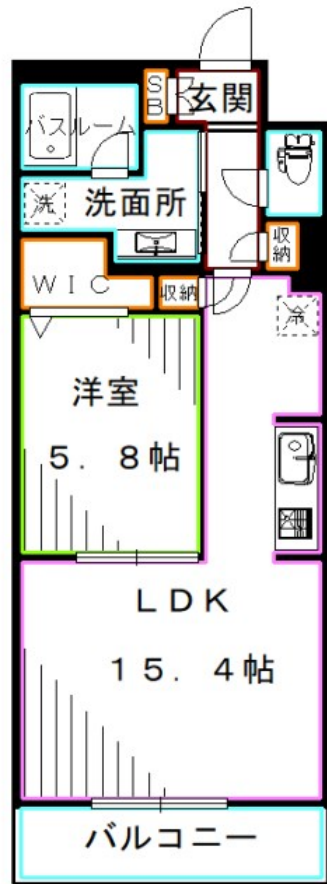 SB
玄関
バスルーム
洗
洗面所
収納
WIC
収納
冷
洋室
5.8帖
LDK
15.4帖
バルコニー